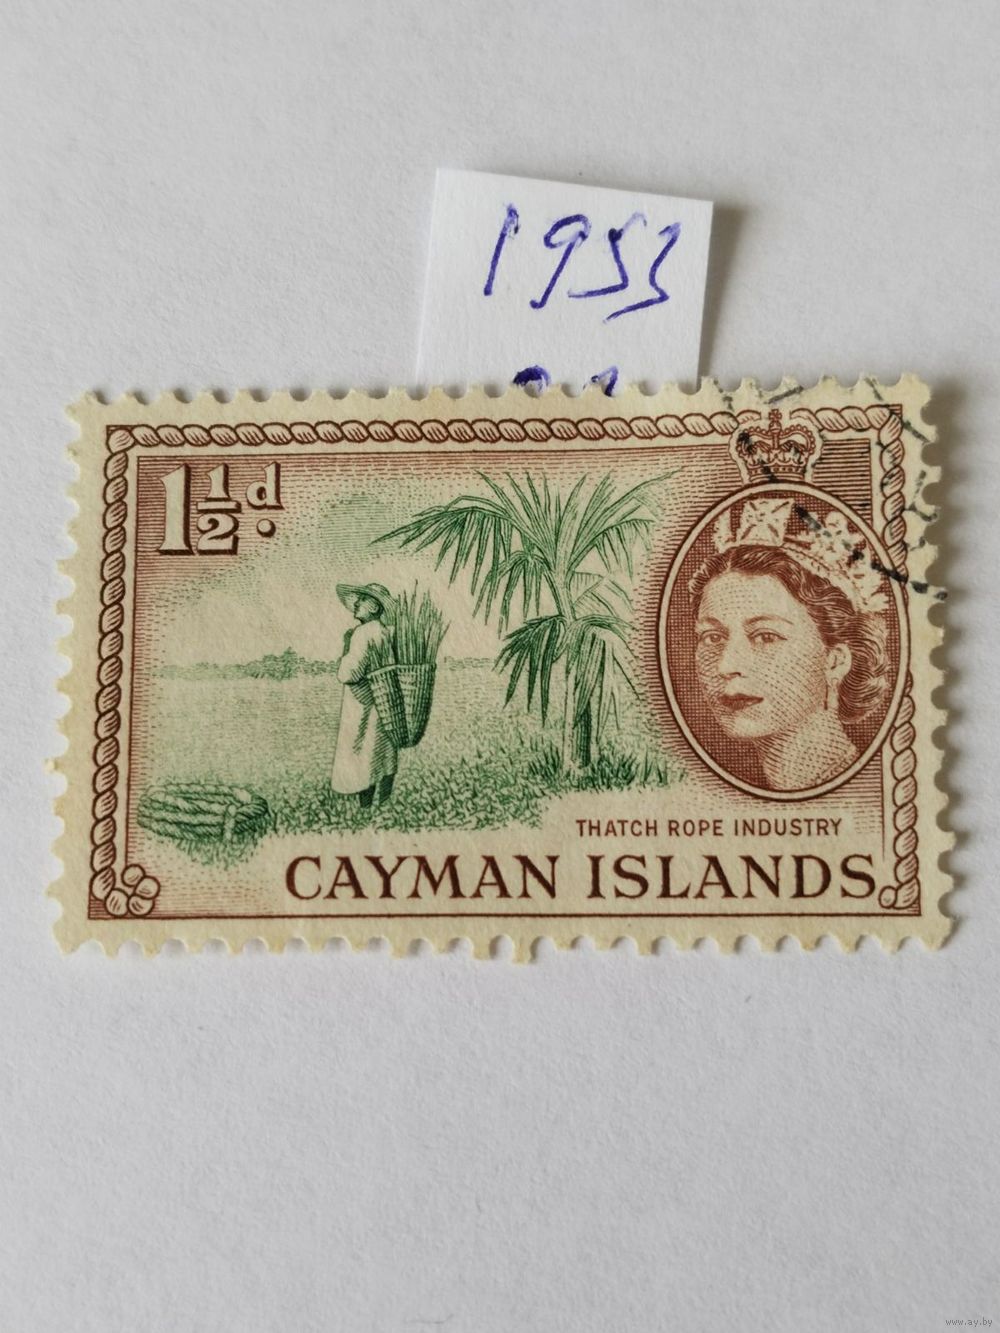 1953
1½d.
THATCH ROPE INDUSTRY
CAYMAN ISLANDS
www.ay.by